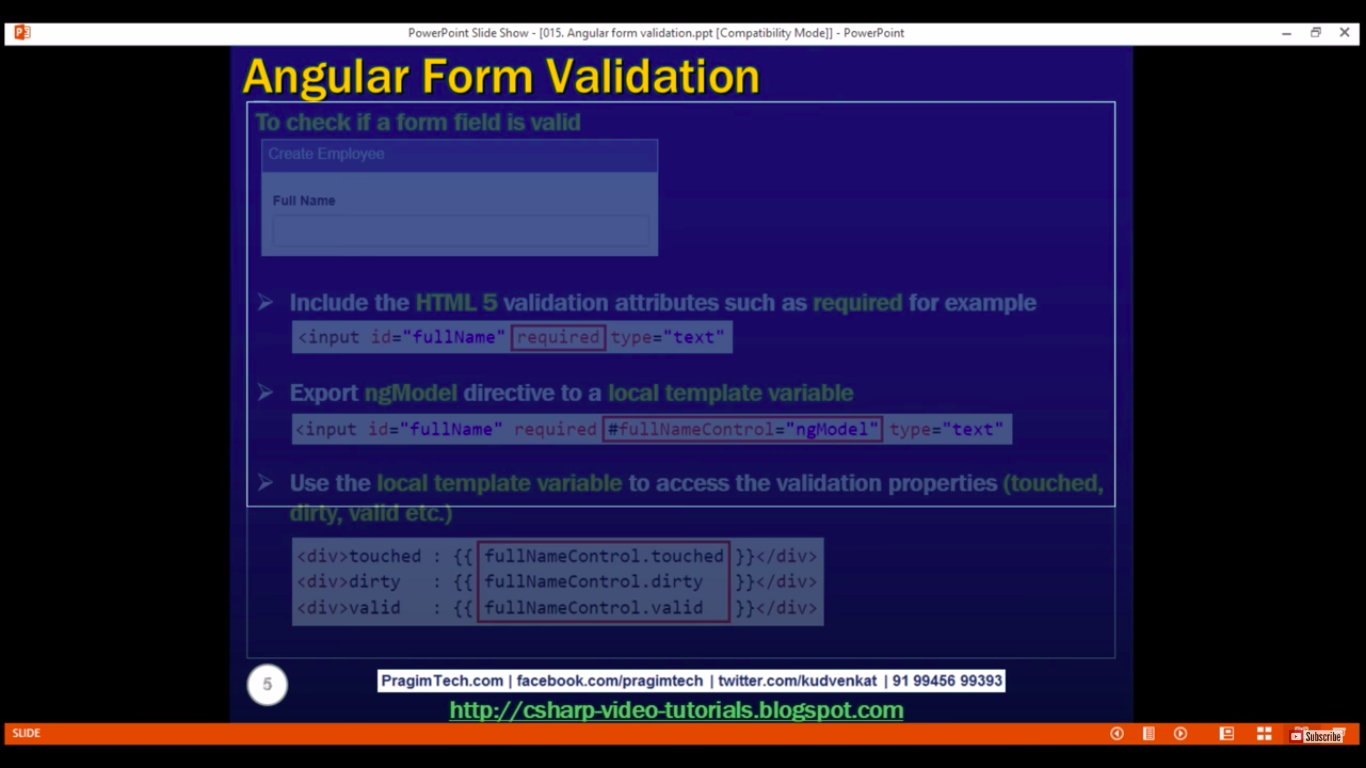 PowerPoint Slide Show - [015. Angular form validation.ppt [Compatibility Mode]] - PowerPoint
Angular Form Validation
To check if a form field is valid
Create Employee
Full Name
Include the HTML 5 validation attributes such as required for example
<input id="fullName" required type="text"
Export ngModel directive to a local template variable
<input id="fullName" required #fullNameControl="ngModel" type="text"
Use the local template variable to access the validation properties (touched,
dirty, valid etc.)
<div>touched : {{ fullNameControl.touched }}</div>
<div>dirty : {{ fullNameControl.dirty }}</div>
<div>valid : {{ fullNameControl.valid }}</div>
5
PragimTech.com | facebook.com/pragimtech | twitter.com/kudvenkat | 91 99456 99393
http://csharp-video-tutorials.blogspot.com
SLIDE
Subscribe